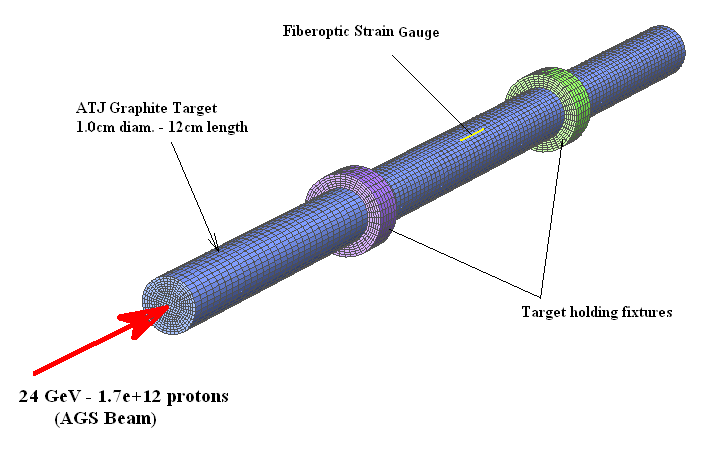 Fiberoptic Strain Gauge
ATJ Graphite Target
1.0cm diam. - 12cm length
Target holding fixtures
24 GeV - 1.7e+12 protons
(AGS Beam)